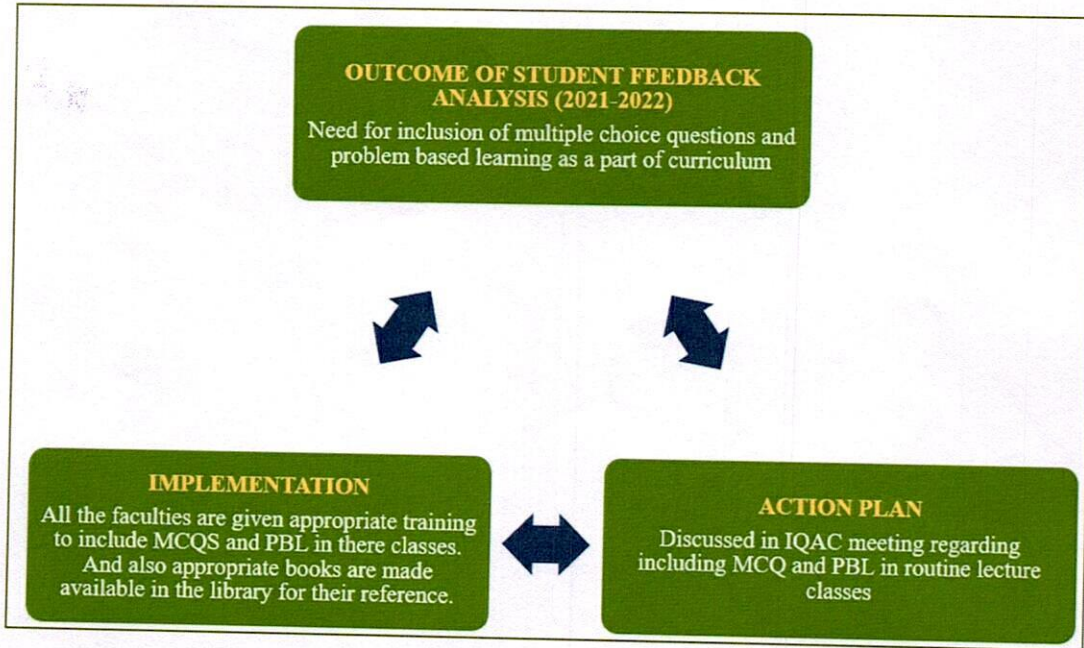 OUTCOME OF STUDENT FEEDBACK
ANALYSIS (2021-2022)
Need for inclusion of multiple choice questions and
problem based learning as a part of curriculum
IMPLEMENTATION
All the faculties are given appropriate training
to include MCQS and PBL in there classes.
And also appropriate books are made
available in the library for their reference.
ACTION PLAN
Discussed in IQAC meeting regarding
including MCQ and PBL in routine lecture
classes